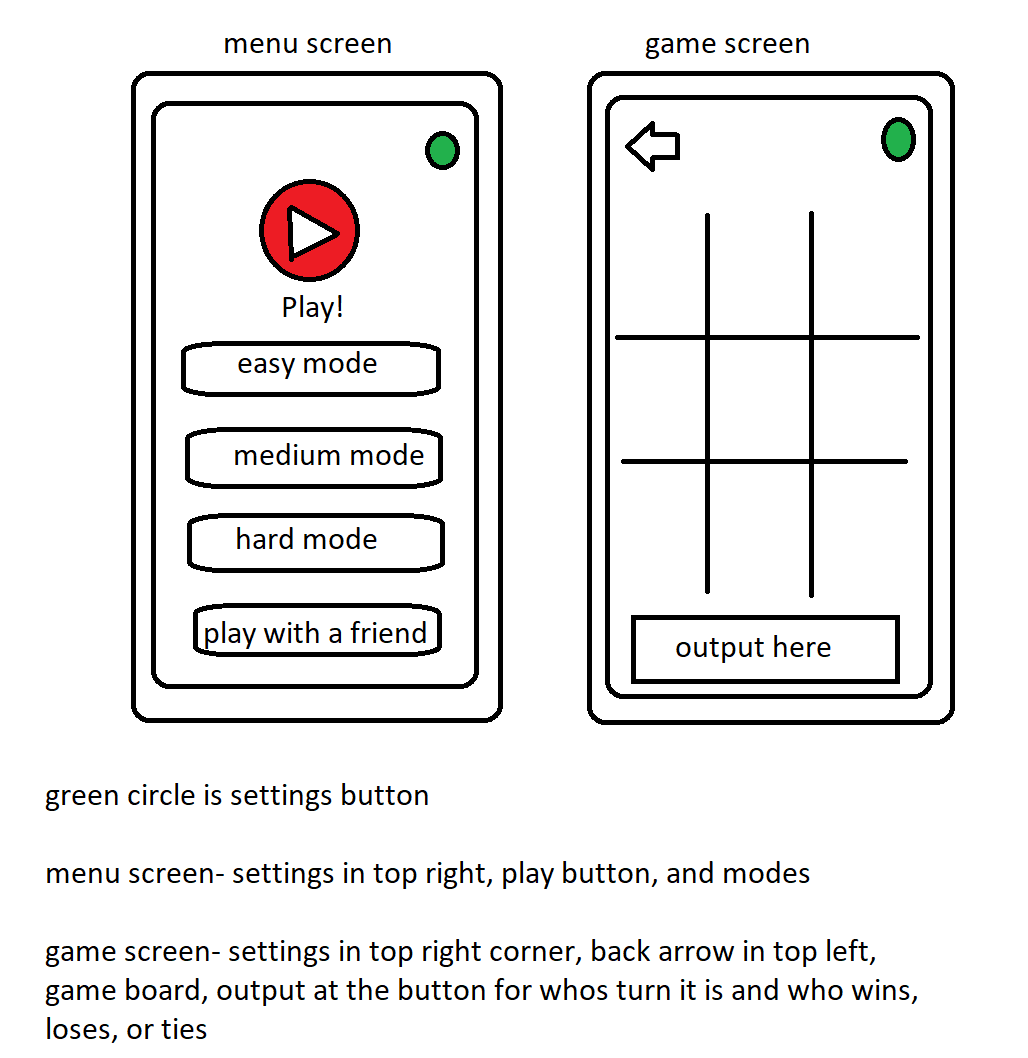 menu screen
game screen
Play!
easy mode
medium mode
hard mode
play with a friend
output here
green circle is settings button
menu screen- settings in top right, play button, and modes
game screen- settings in top right corner, back arrow in top left,
game board, output at the button for whos turn it is and who wins,
loses, or ties